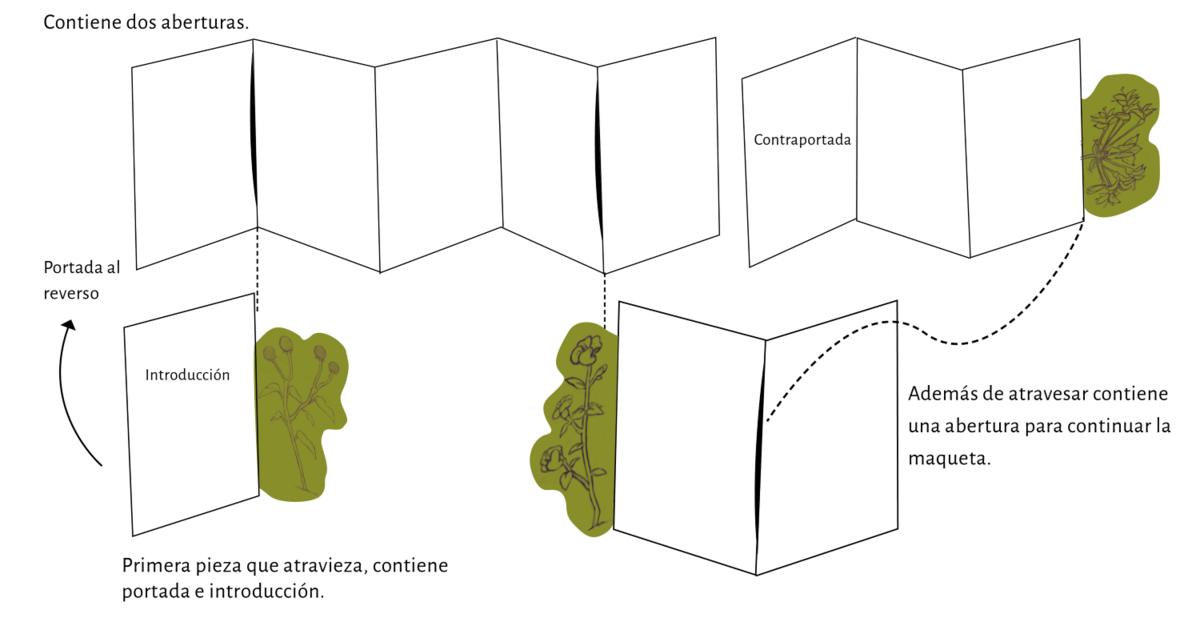 Contiene dos aberturas.
Contraportada
Portada al
reverso
Introducción
Además de atravesar contiene
una abertura para continuar la
maqueta.
Primera pieza que atravieza, contiene
portada e introducción.